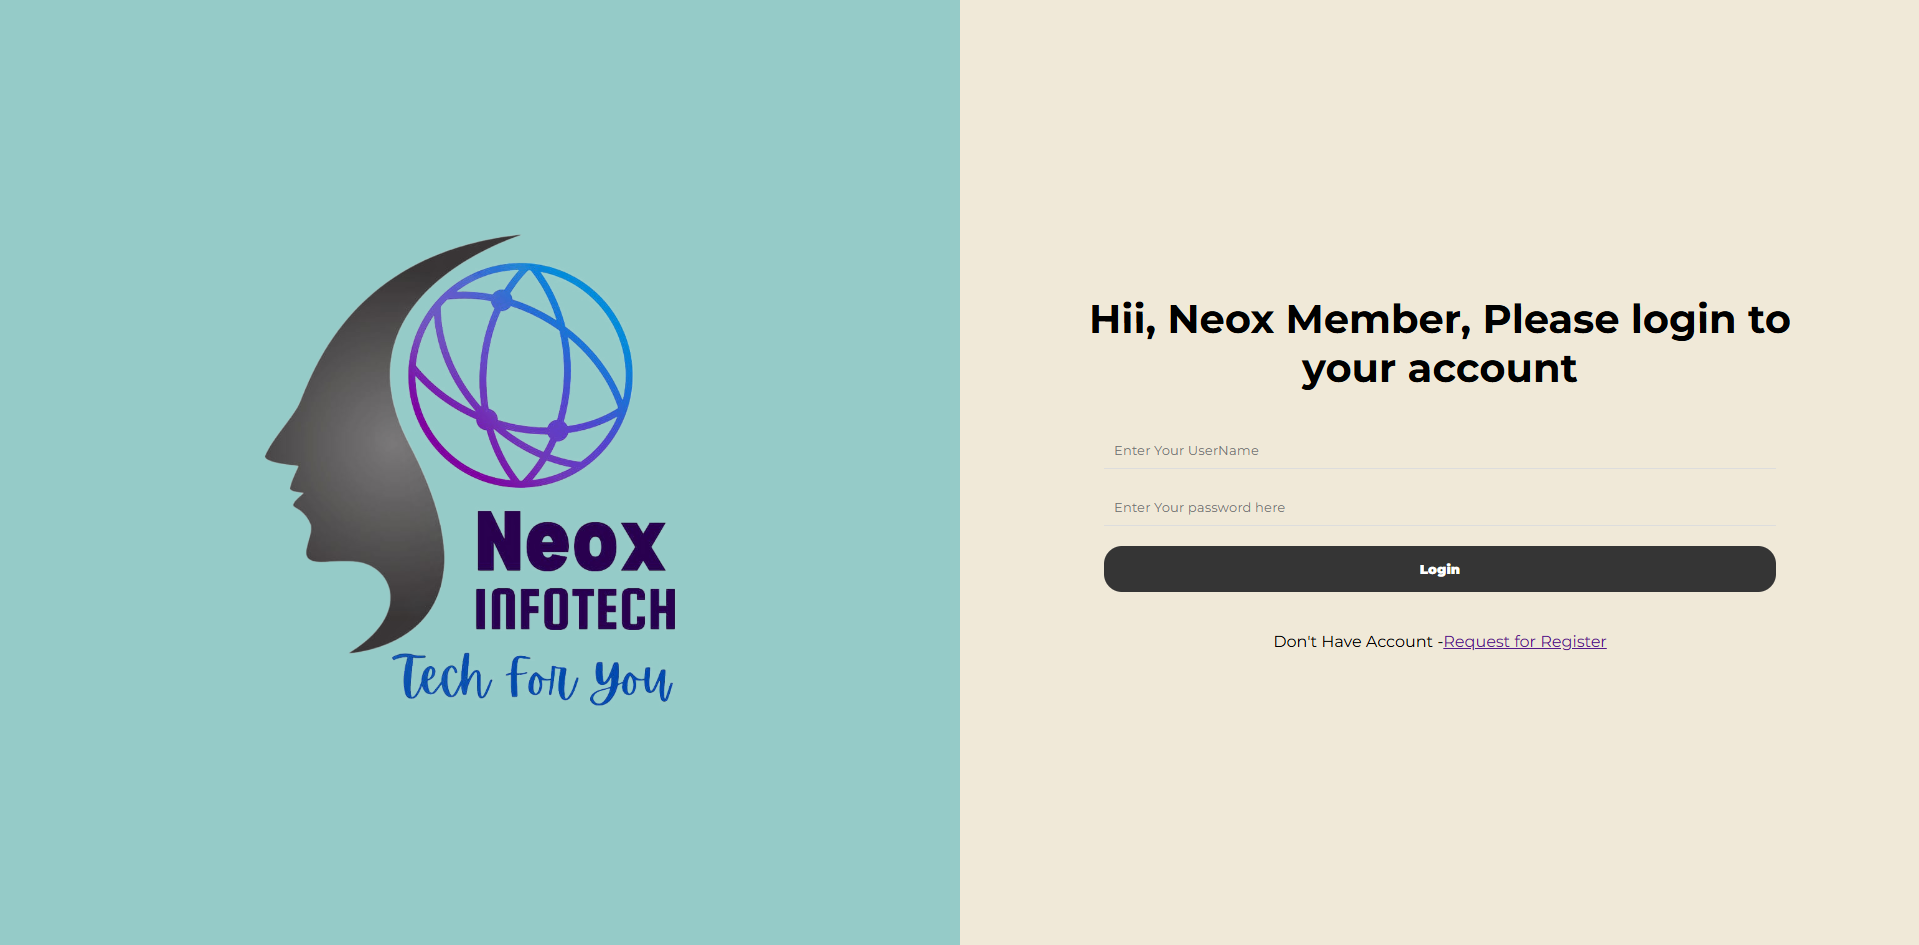 Neox
INFOTECH
Tech For You
Hii, Neox Member, Please login to
your account
Enter Your UserName
Enter Your password here
Login
Don't Have Account -Request for Register